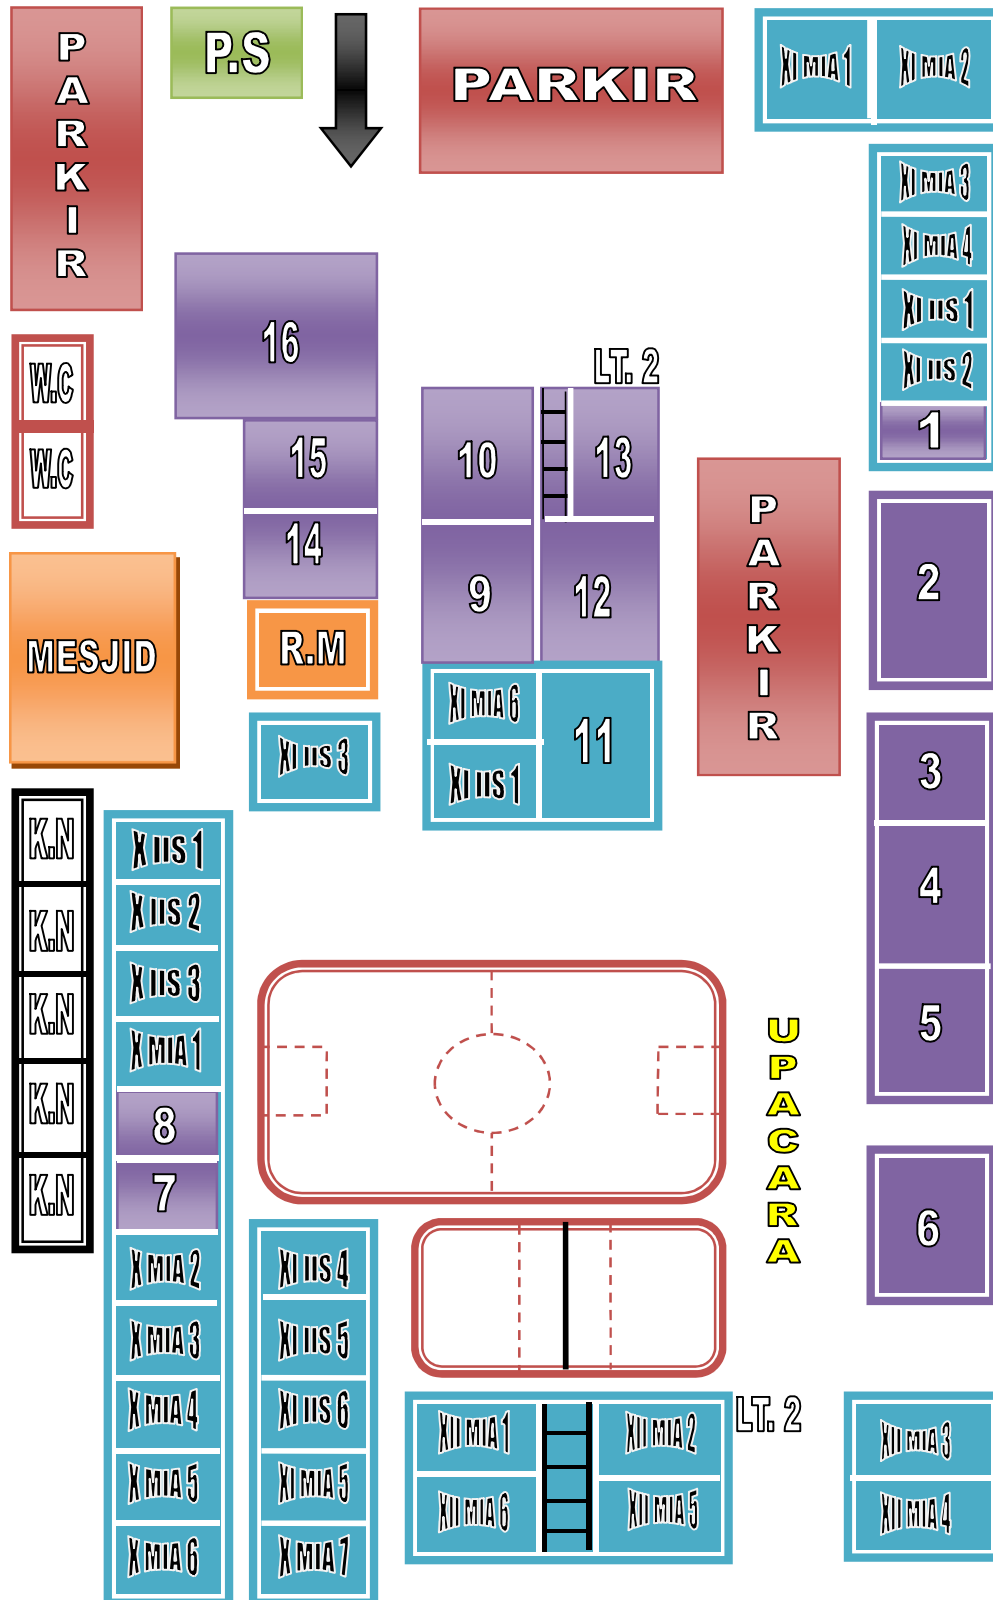 PARKIR
P.S
PARKIR
XI MIA 1
XI MIA 2
XI MIA 3
XI MIA 4
XI IIS 1
XI IIS 2
1
16
15
14
R.M
XI IIS 3
W.C
W.C
MESJID
LT. 2
10
13
9
12
XI MIA 6
XI IIS 1
11
PARKIR
2
3
4
5
6
K.N
K.N
K.N
K.N
K.N
X IIS 1
X IIS 2
X IIS 3
X MIA 1
8
7
X MIA 2
X MIA 3
X MIA 4
X MIA 5
X MIA 6
XI IIS 4
XI IIS 5
XI IIS 6
XI MIA 5
X MIA 7
UPACARA
XII MIA 1
XII MIA 2
XII MIA 6
XII MIA 5
LT. 2
XII MIA 3
XII MIA 4